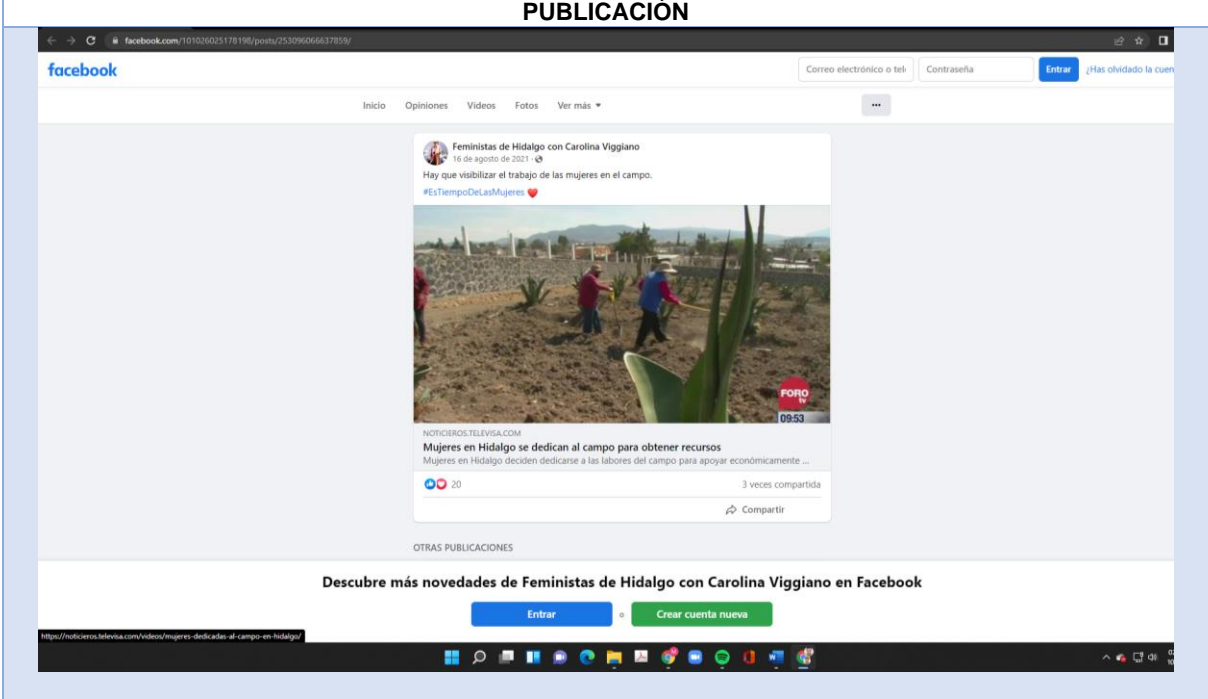 PUBLICACIÓN
facebook.com/101026025178198/posts/253096066637859/
facebook
Correo electrónico o tel
Contraseña
Entrar
¿Has olvidado la cuen
Inicio Opiniones Videos Fotos Ver más
Feministas de Hidalgo con Carolina Viggiano
16 de agosto de 2021
Hay que visibilizar el trabajo de las mujeres en el campo.
#EsTiempoDeLasMujeres
FORO
tv
09:53
NOTICIEROS.TELEVISA.COM
Mujeres en Hidalgo se dedican al campo para obtener recursos
Mujeres en Hidalgo deciden dedicarse a las labores del campo para apoyar económicamente ...
20
3 veces compartida
Compartir
OTRAS PUBLICACIONES
Descubre más novedades de Feministas de Hidalgo con Carolina Viggiano en Facebook
Entrar o Crear cuenta nueva
https://noticieros.televisa.com/videos/mujeres-dedicadas-al-campo-en-hidalgo/